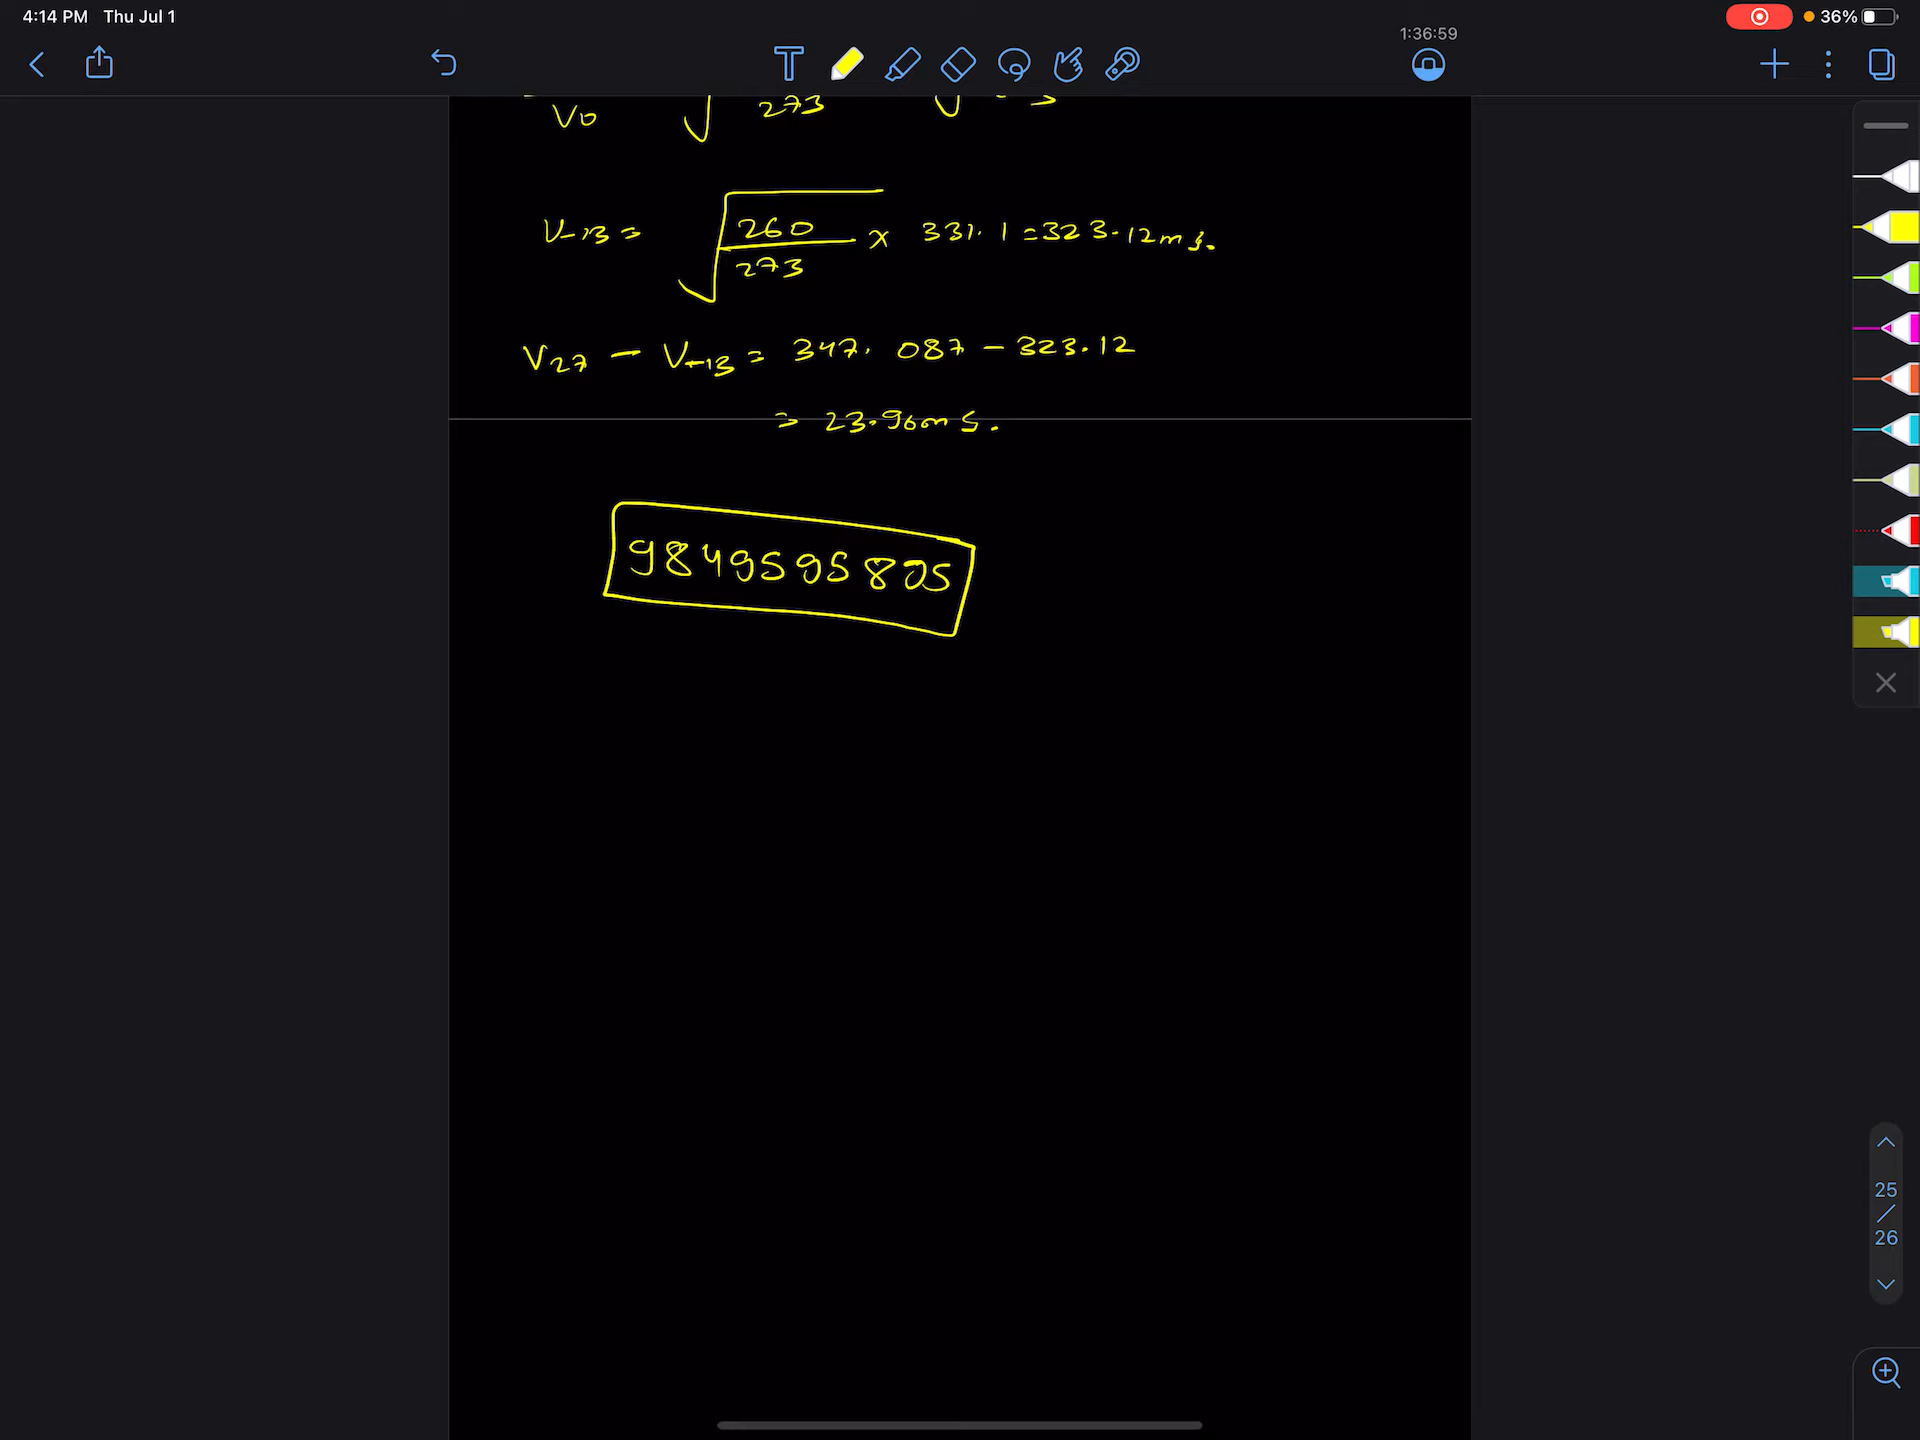 4:14 PM Thu Jul 1
36%
1:36:59
V0 √ 273 √
V-13 = √260/273 x 331.1 = 323.12 m s.
V27 - V-13 = 347.087 - 323.12
= 23.96 m s.
9849595805
25
/
26